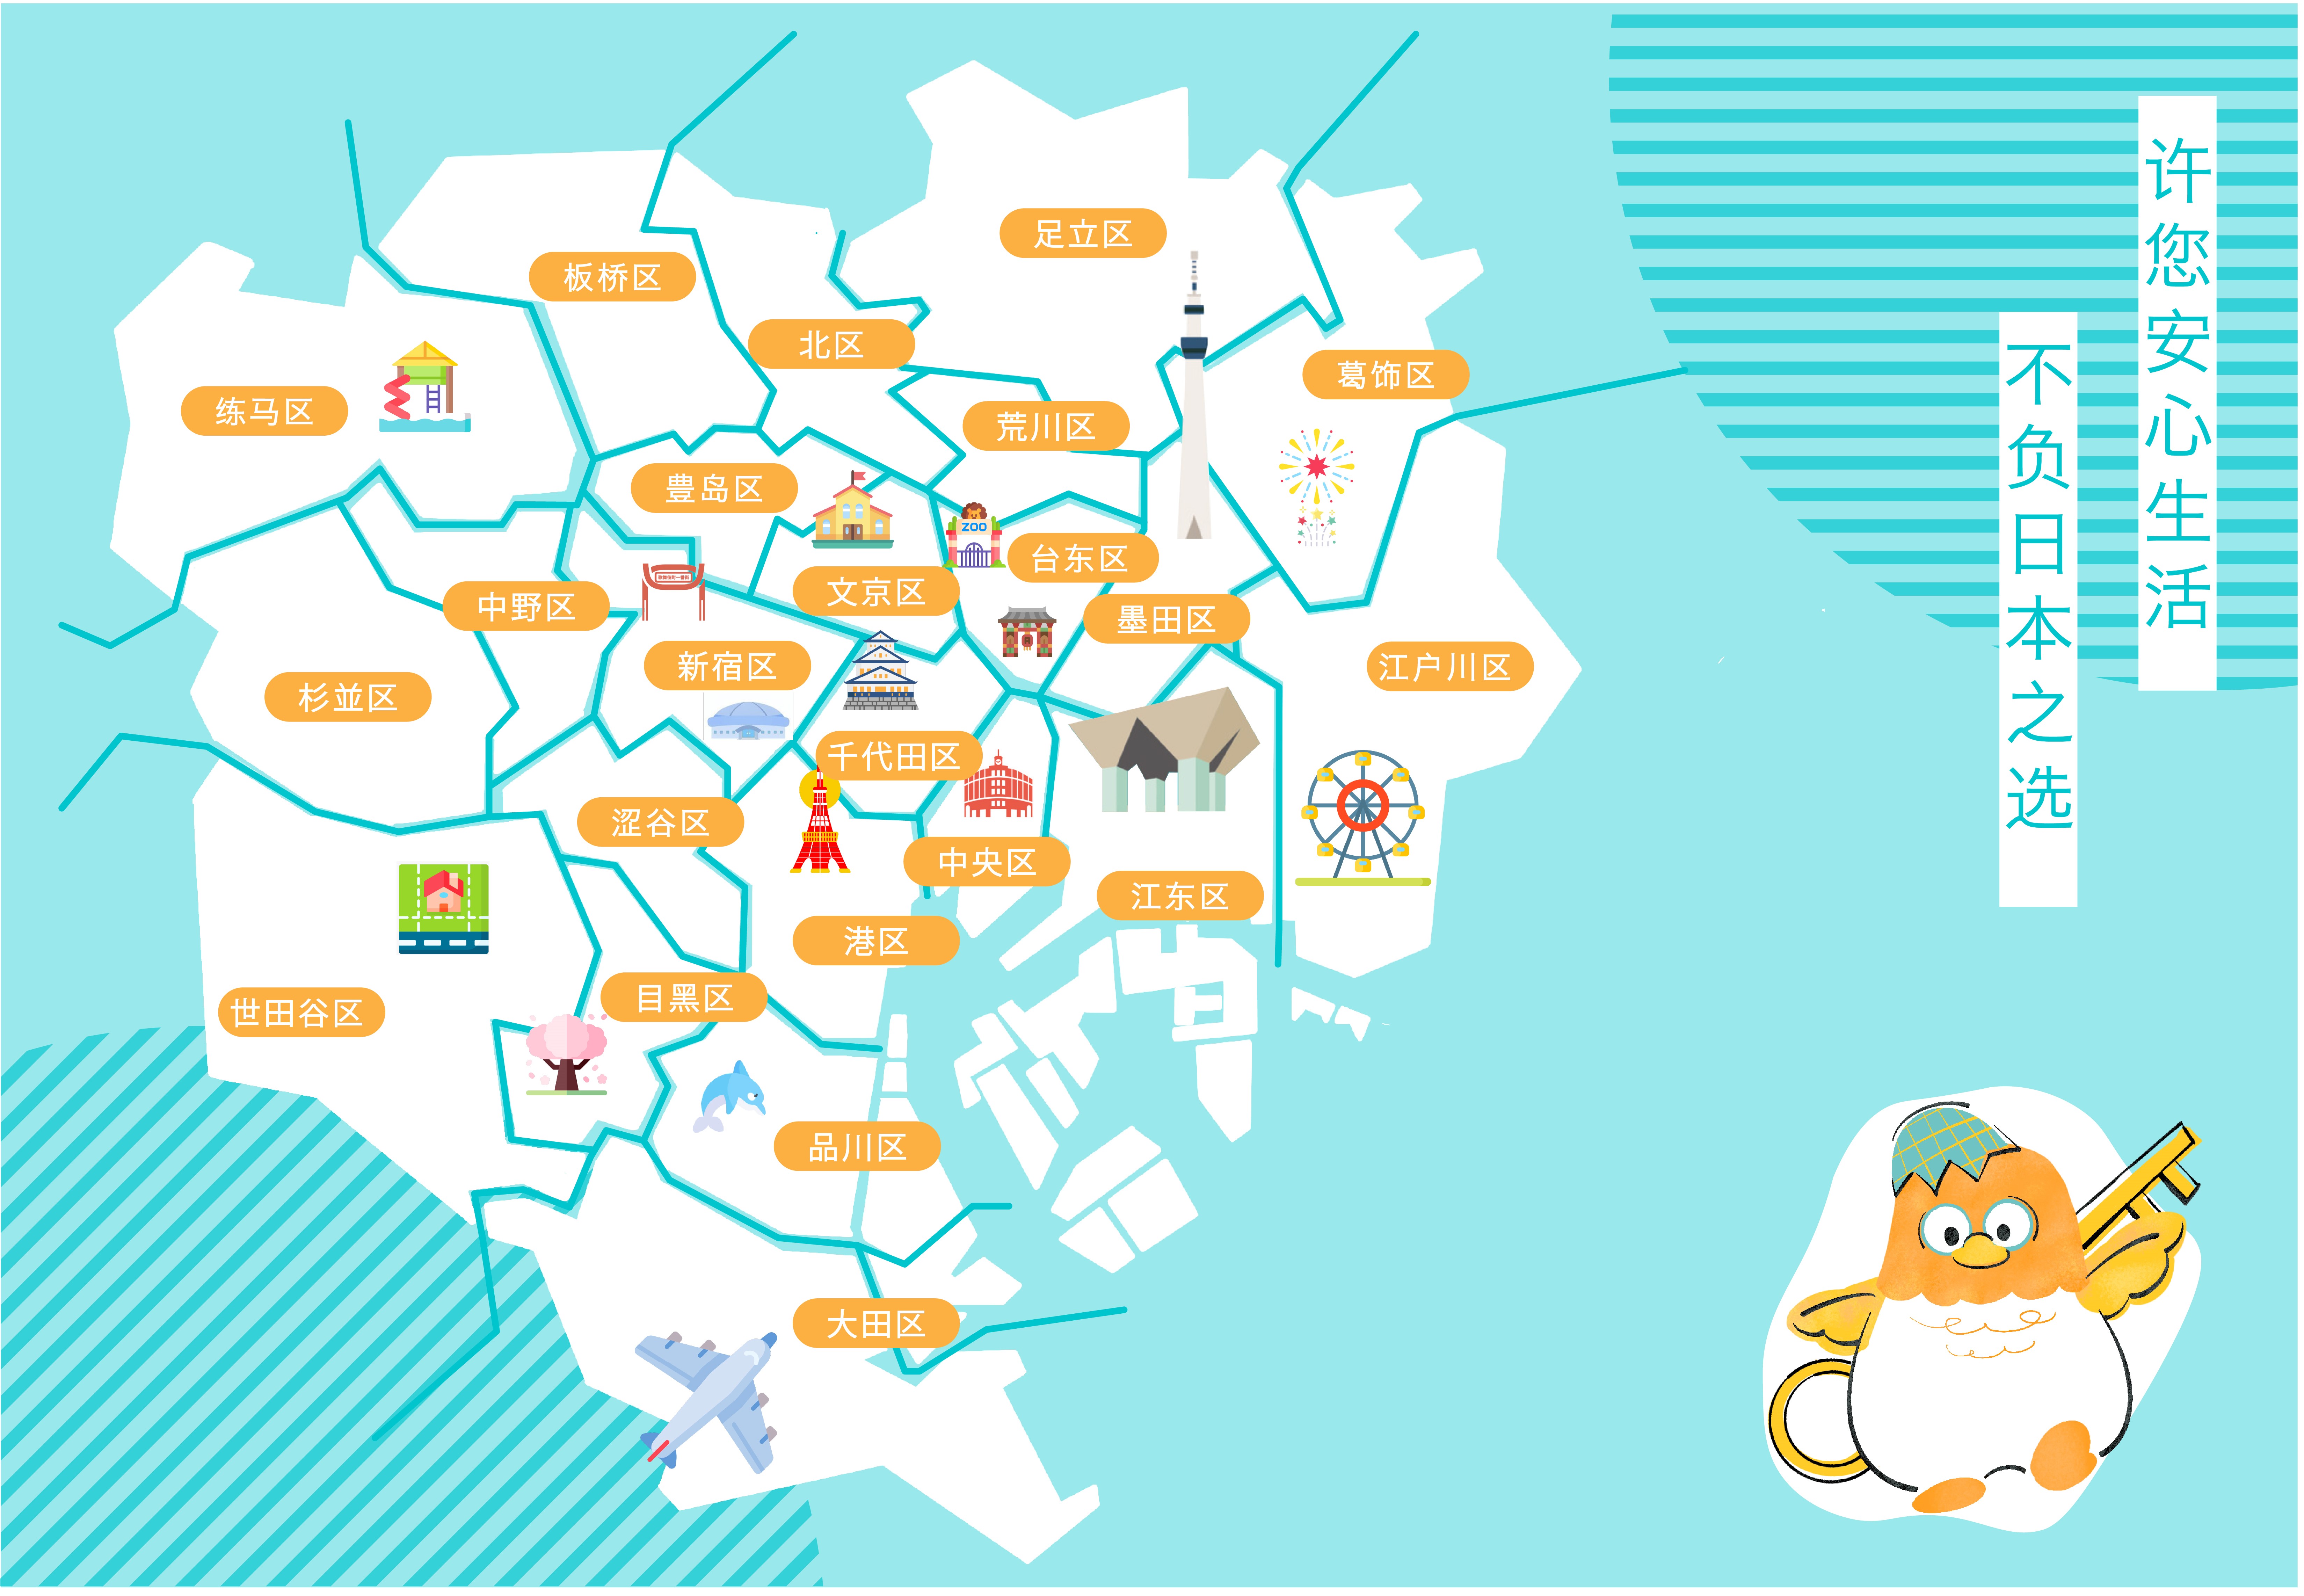 许您安心生活
不负日本之选
足立区
板桥区
北区
葛饰区
练马区
荒川区
豊岛区
ZOO
台东区
文京区
中野区
墨田区
新宿区
江户川区
杉並区
千代田区
涩谷区
中央区
江东区
港区
目黑区
世田谷区
品川区
大田区